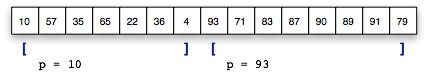 10 57 35 65 22 36 4 93 71 83 87 90 89 91 79
[ ] [ ]
p = 10 p = 93